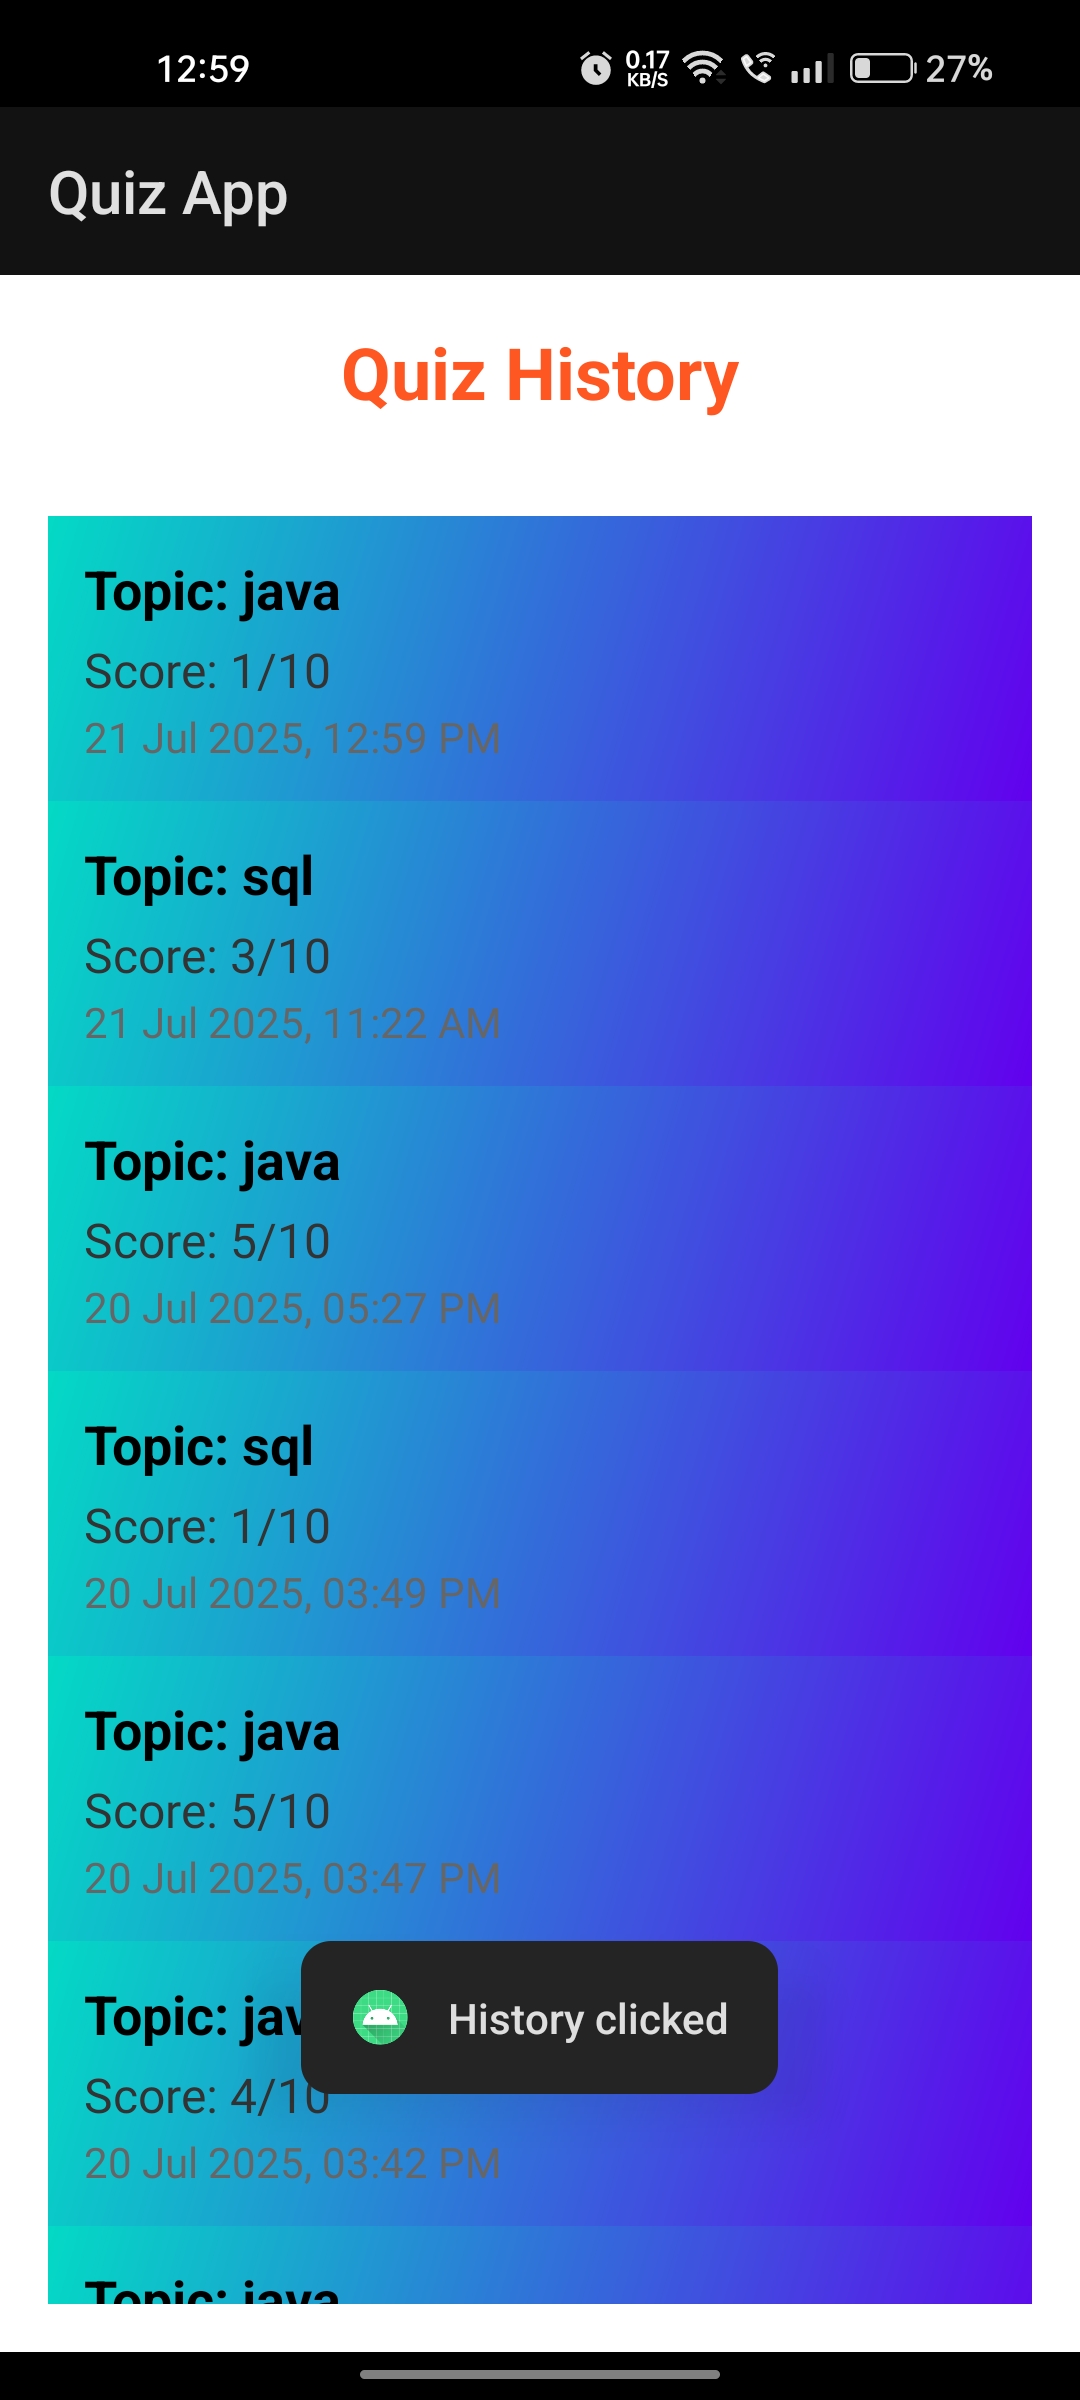 12:59
0.17
KB/S
27%
Quiz App
Quiz History
Topic: java
Score: 1/10
21 Jul 2025, 12:59 PM
Topic: sql
Score: 3/10
21 Jul 2025, 11:22 AM
Topic: java
Score: 5/10
20 Jul 2025, 05:27 PM
Topic: sql
Score: 1/10
20 Jul 2025, 03:49 PM
Topic: java
Score: 5/10
20 Jul 2025, 03:47 PM
Topic: jav
History clicked
Score: 4/10
20 Jul 2025, 03:42 PM
Topic: java